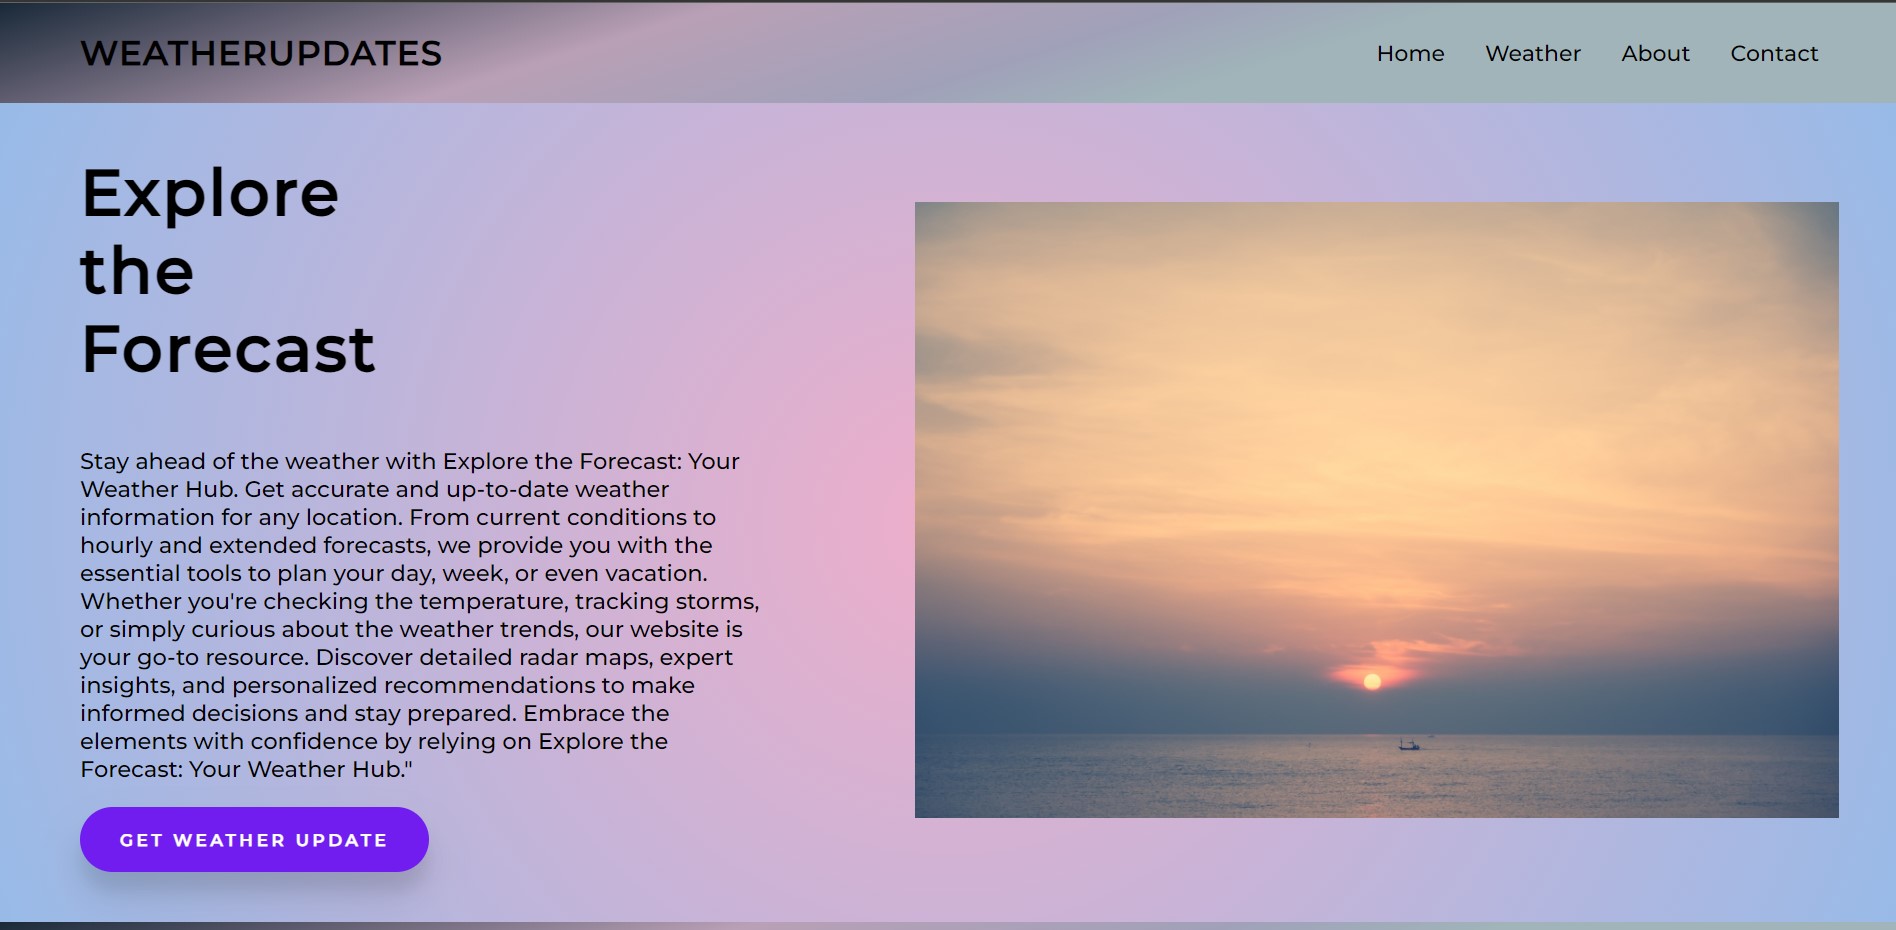 WEATHERUPDATES
Home Weather About Contact
Explore
the
Forecast
Stay ahead of the weather with Explore the Forecast: Your
Weather Hub. Get accurate and up-to-date weather
information for any location. From current conditions to
hourly and extended forecasts, we provide you with the
essential tools to plan your day, week, or even vacation.
Whether you're checking the temperature, tracking storms,
or simply curious about the weather trends, our website is
your go-to resource. Discover detailed radar maps, expert
insights, and personalized recommendations to make
informed decisions and stay prepared. Embrace the
elements with confidence by relying on Explore the
Forecast: Your Weather Hub."
GET WEATHER UPDATE